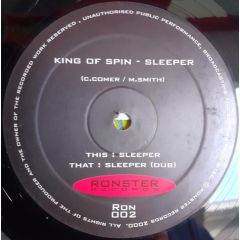 KING OF SPIN - SLEEPER
(C.COMER / M.SMITH)
THIS : SLEEPER
THAT : SLEEPER (DUB)
RONSTER
RECORDS
RON
002
ALL RIGHTS OF THE PRODUCER AND THE OWNER OF THE RECORDED WORK RESERVED . UNAUTHORISED PUBLIC PERFORMANCE, BROADCASTING
RONSTER RECORDS 2000.